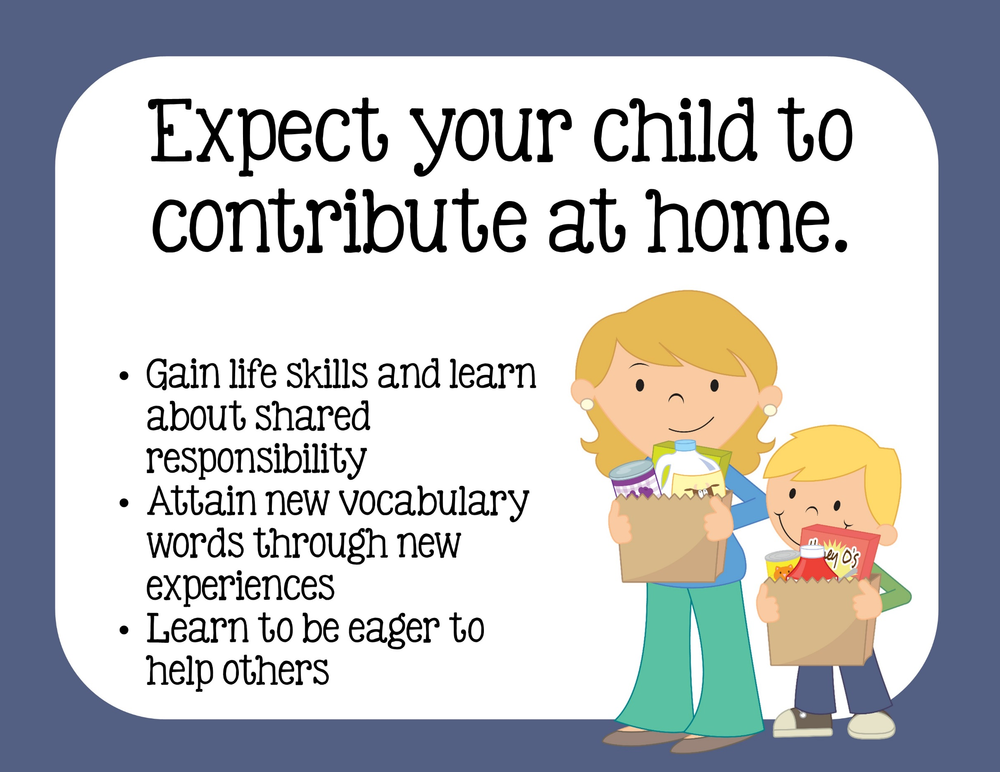 Expect your child to
contribute at home.
• Gain life skills and learn
about shared
responsibility
• Attain new vocabulary
words through new
experiences
• Learn to be eager to
help others
O's